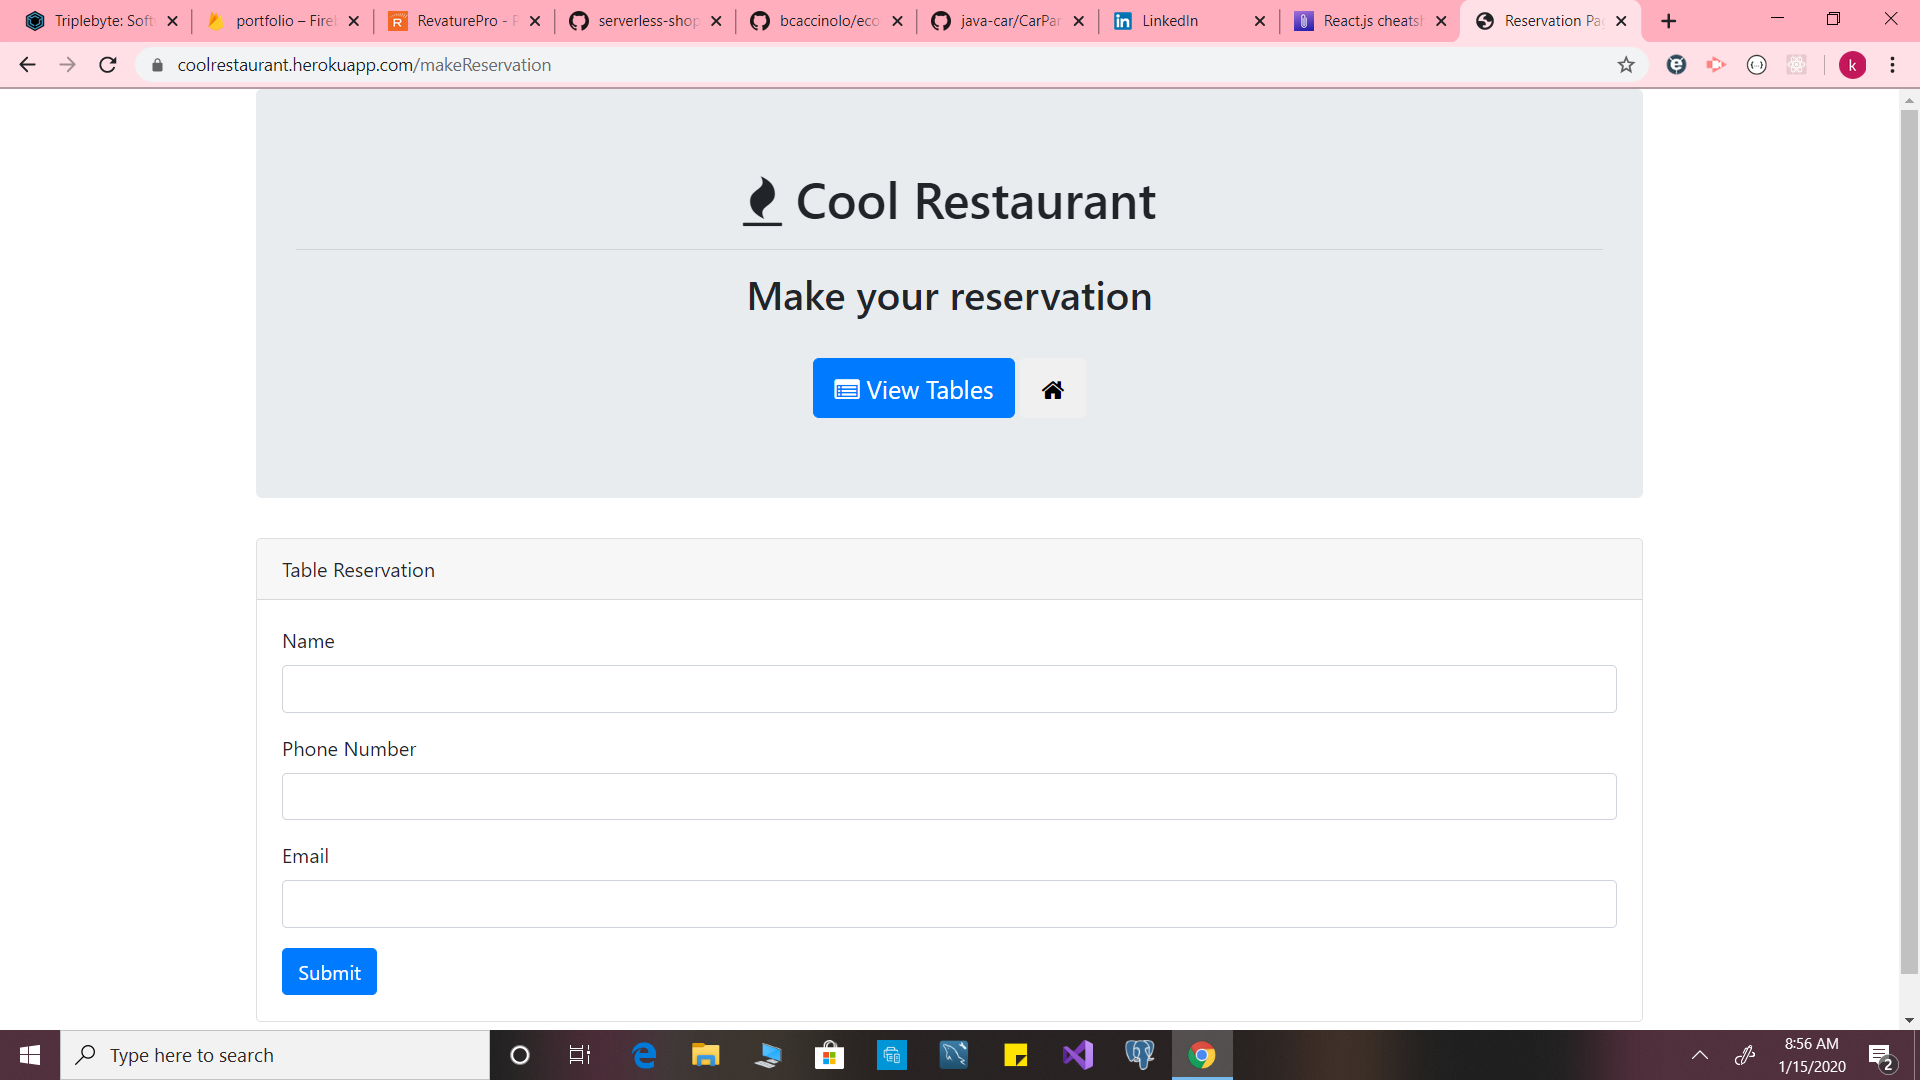 Triplebyte: Soft
portfolio – Fire
RevaturePro - 
serverless-shop
bcaccinolo/eco
java-car/CarPar
LinkedIn
React.js cheats
Reservation Pa
coolrestaurant.herokuapp.com/makeReservation
k
Cool Restaurant
Make your reservation
View Tables
Table Reservation
Name
Phone Number
Email
Submit
Type here to search
8:56 AM
1/15/2020
2